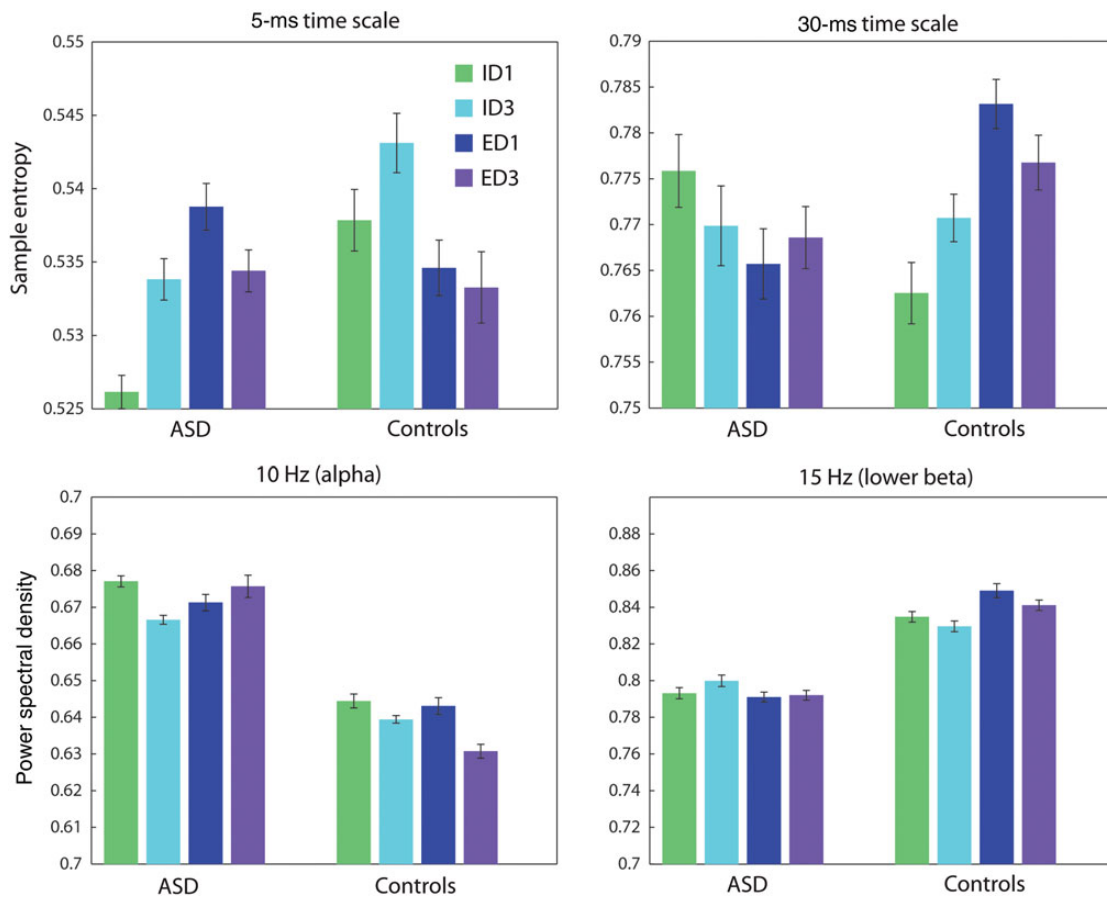 5-ms time scale
0.55
0.545
0.54
0.535
0.53
0.525
Sample entropy
ID1
ID3
ED1
ED3
ASD
Controls
30-ms time scale
0.79
0.785
0.78
0.775
0.77
0.765
0.76
0.755
0.75
ASD
Controls
10 Hz (alpha)
0.7
0.69
0.68
0.67
0.66
0.65
0.64
0.63
0.62
0.61
0.7
Power spectral density
ASD
Controls
15 Hz (lower beta)
0.88
0.86
0.84
0.82
0.8
0.78
0.76
0.74
0.72
0.7
ASD
Controls